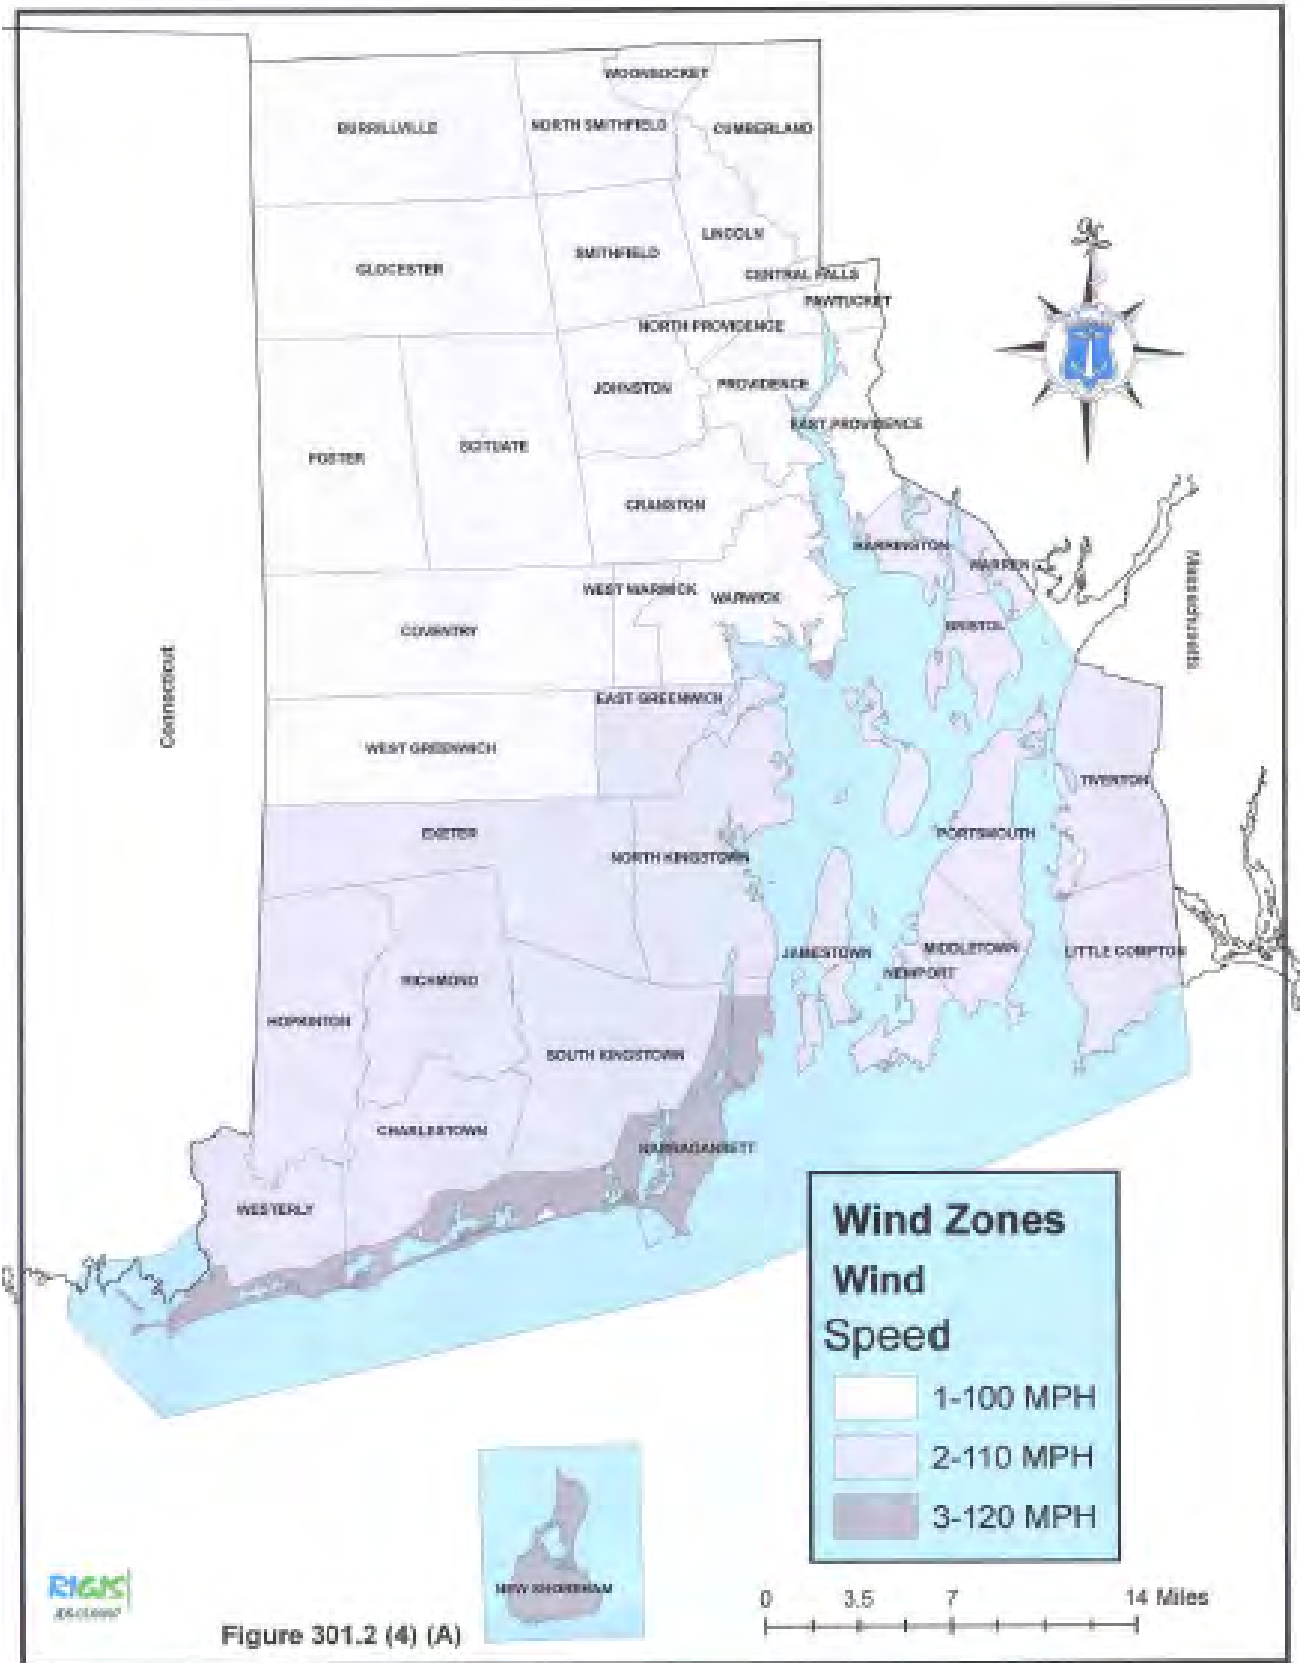 WOONSOCKET
BURRILLVILLE
NORTH SMITHFIELD
CUMBERLAND
LINCOLN
SMITHFIELD
GLOCESTER
CENTRAL FALLS
PAWTUCKET
NORTH PROVIDENCE
JOHNSTON
PROVIDENCE
EAST PROVIDENCE
SCITUATE
FOSTER
CRANSTON
BARRINGTON
WARREN
WEST WARWICK
WARWICK
COVENTRY
BRISTOL
Massachusetts
Connecticut
EAST GREENWICH
WEST GREENWICH
TIVERTON
EXETER
PORTSMOUTH
NORTH KINGSTOWN
JAMESTOWN
MIDDLETOWN
LITTLE COMPTON
NEWPORT
RICHMOND
HOPKINTON
SOUTH KINGSTOWN
CHARLESTOWN
NARRAGANSETT
WESTERLY
Wind Zones
Wind
Speed
1-100 MPH
2-110 MPH
3-120 MPH
NEW SHOREHAM
RIGIS
0 3.5 7 14 Miles
Figure 301.2 (4) (A)